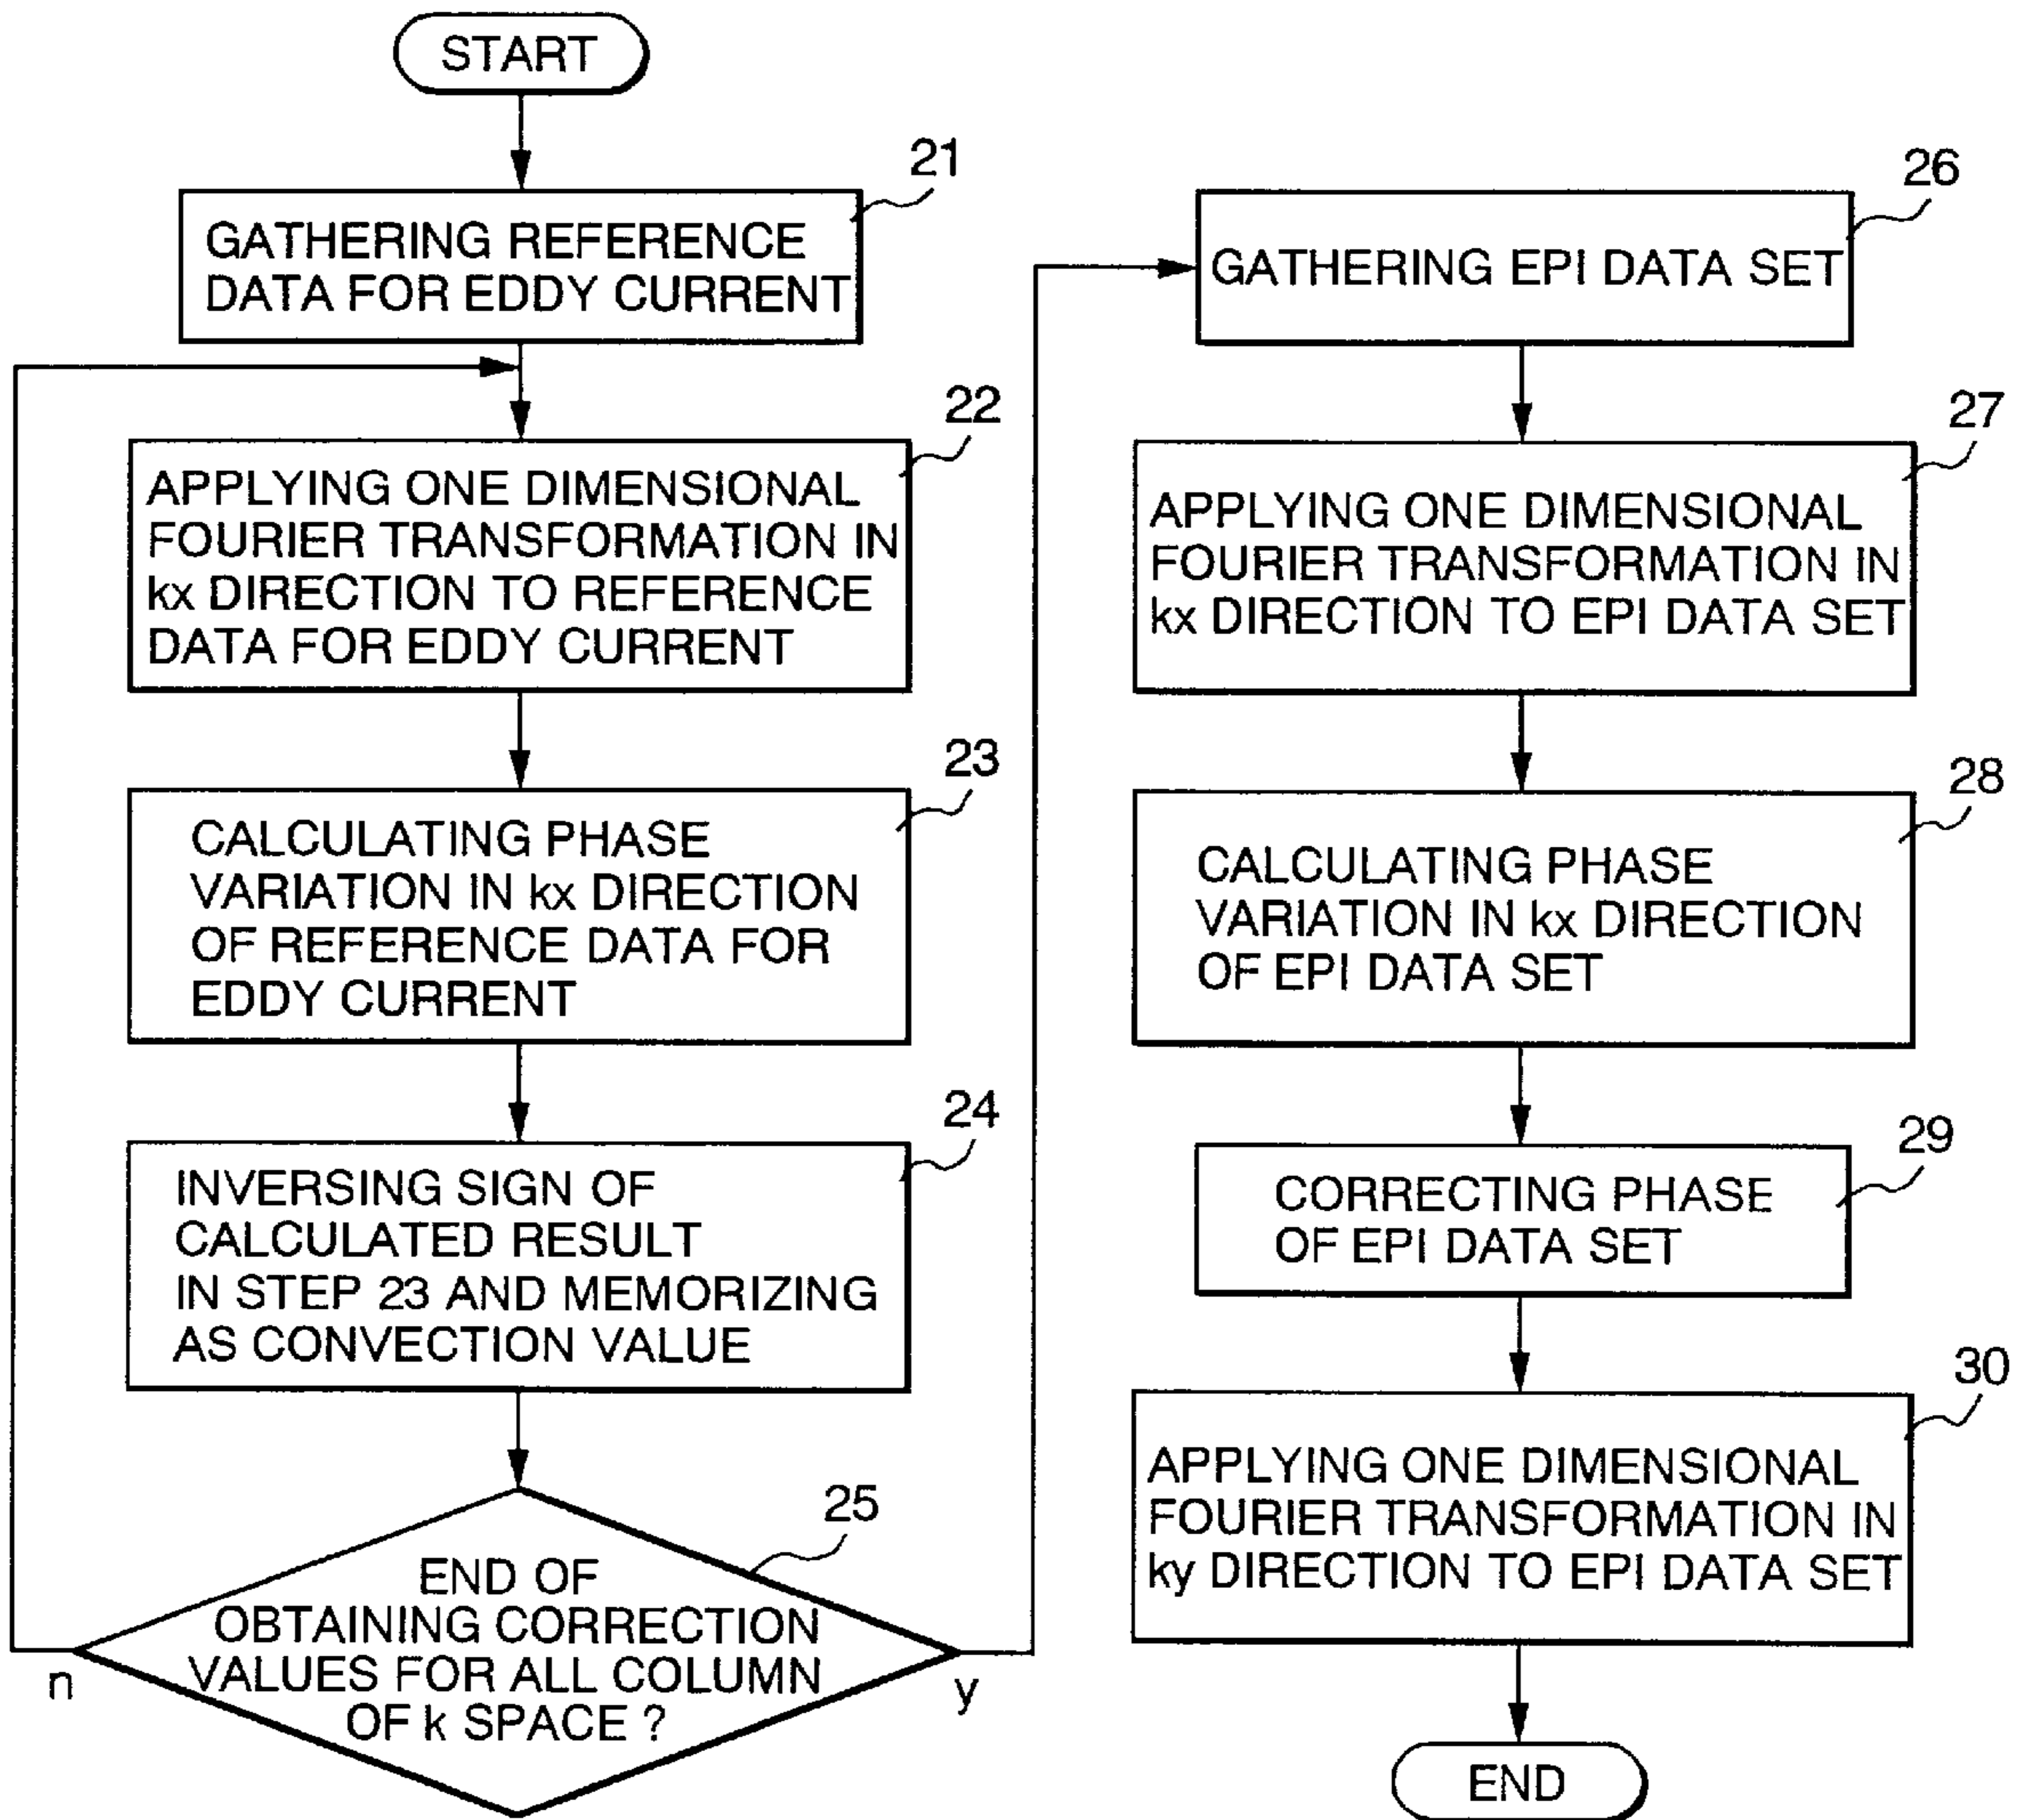 START
21
GATHERING REFERENCE
DATA FOR EDDY CURRENT
22
APPLYING ONE DIMENSIONAL
FOURIER TRANSFORMATION IN
kx DIRECTION TO REFERENCE
DATA FOR EDDY CURRENT
23
CALCULATING PHASE
VARIATION IN kx DIRECTION
OF REFERENCE DATA FOR
EDDY CURRENT
24
INVERSING SIGN OF
CALCULATED RESULT
IN STEP 23 AND MEMORIZING
AS CONVECTION VALUE
25
END OF
OBTAINING CORRECTION
VALUES FOR ALL COLUMN
OF k SPACE ?
n
y
26
GATHERING EPI DATA SET
27
APPLYING ONE DIMENSIONAL
FOURIER TRANSFORMATION IN
kx DIRECTION TO EPI DATA SET
28
CALCULATING PHASE
VARIATION IN kx DIRECTION
OF EPI DATA SET
29
CORRECTING PHASE
OF EPI DATA SET
30
APPLYING ONE DIMENSIONAL
FOURIER TRANSFORMATION IN
ky DIRECTION TO EPI DATA SET
END